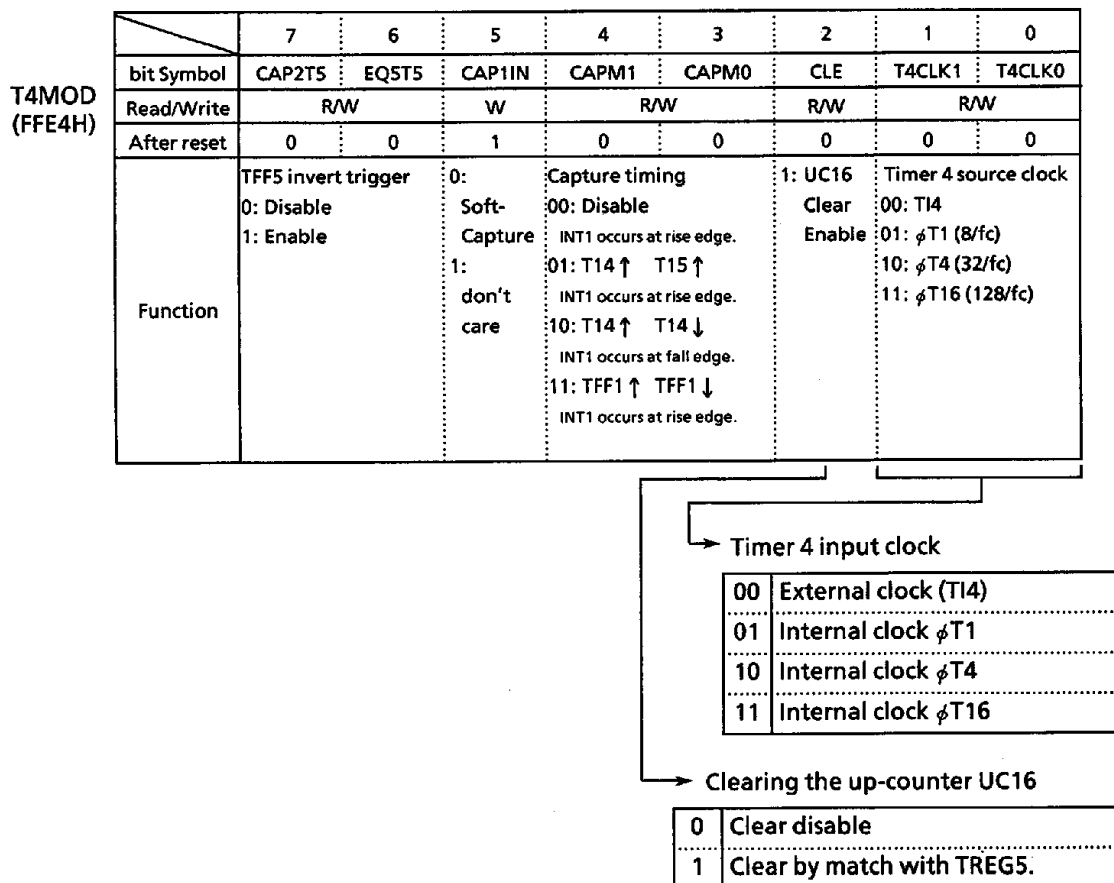 7 6 5 4 3 2 1 0
T4MOD
(FFE4H)
bit Symbol CAP2T5 EQ5T5 CAP1IN CAPM1 CAPM0 CLE T4CLK1 T4CLK0
Read/Write R/W W R/W R/W R/W
After reset 0 0 1 0 0 0 0 0
Function
TFF5 invert trigger
0: Disable
1: Enable
0:
Soft-
Capture
1:
don't
care
Capture timing
00: Disable
INT1 occurs at rise edge.
01: T14↑ T15↑
INT1 occurs at rise edge.
10: T14↑ T14↓
INT1 occurs at fall edge.
11: TFF1↑ TFF1↓
INT1 occurs at rise edge.
1: UC16
Clear
Enable
Timer 4 source clock
00: TI4
01: ϕT1 (8/fc)
10: ϕT4 (32/fc)
11: ϕT16 (128/fc)
Timer 4 input clock
00 External clock (TI4)
01 Internal clock ϕT1
10 Internal clock ϕT4
11 Internal clock ϕT16
Clearing the up-counter UC16
0 Clear disable
1 Clear by match with TREG5.